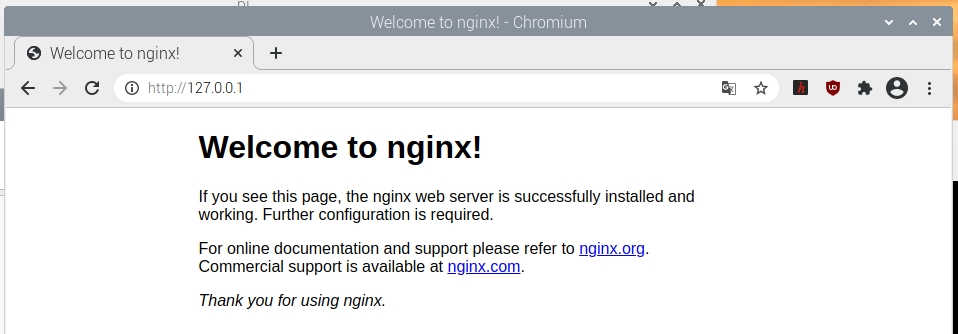 Welcome to nginx! - Chromium
Welcome to nginx!
http://127.0.0.1
Welcome to nginx!
If you see this page, the nginx web server is successfully installed and
working. Further configuration is required.
For online documentation and support please refer to nginx.org.
Commercial support is available at nginx.com.
Thank you for using nginx.